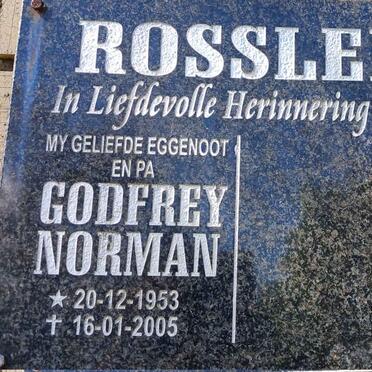 ROSSLE
In Liefdevolle Herinnering
MY GELIEFDE EGGENOOT
EN PA
GODFREY
NORMAN
★ 20-12-1953
✝ 16-01-2005